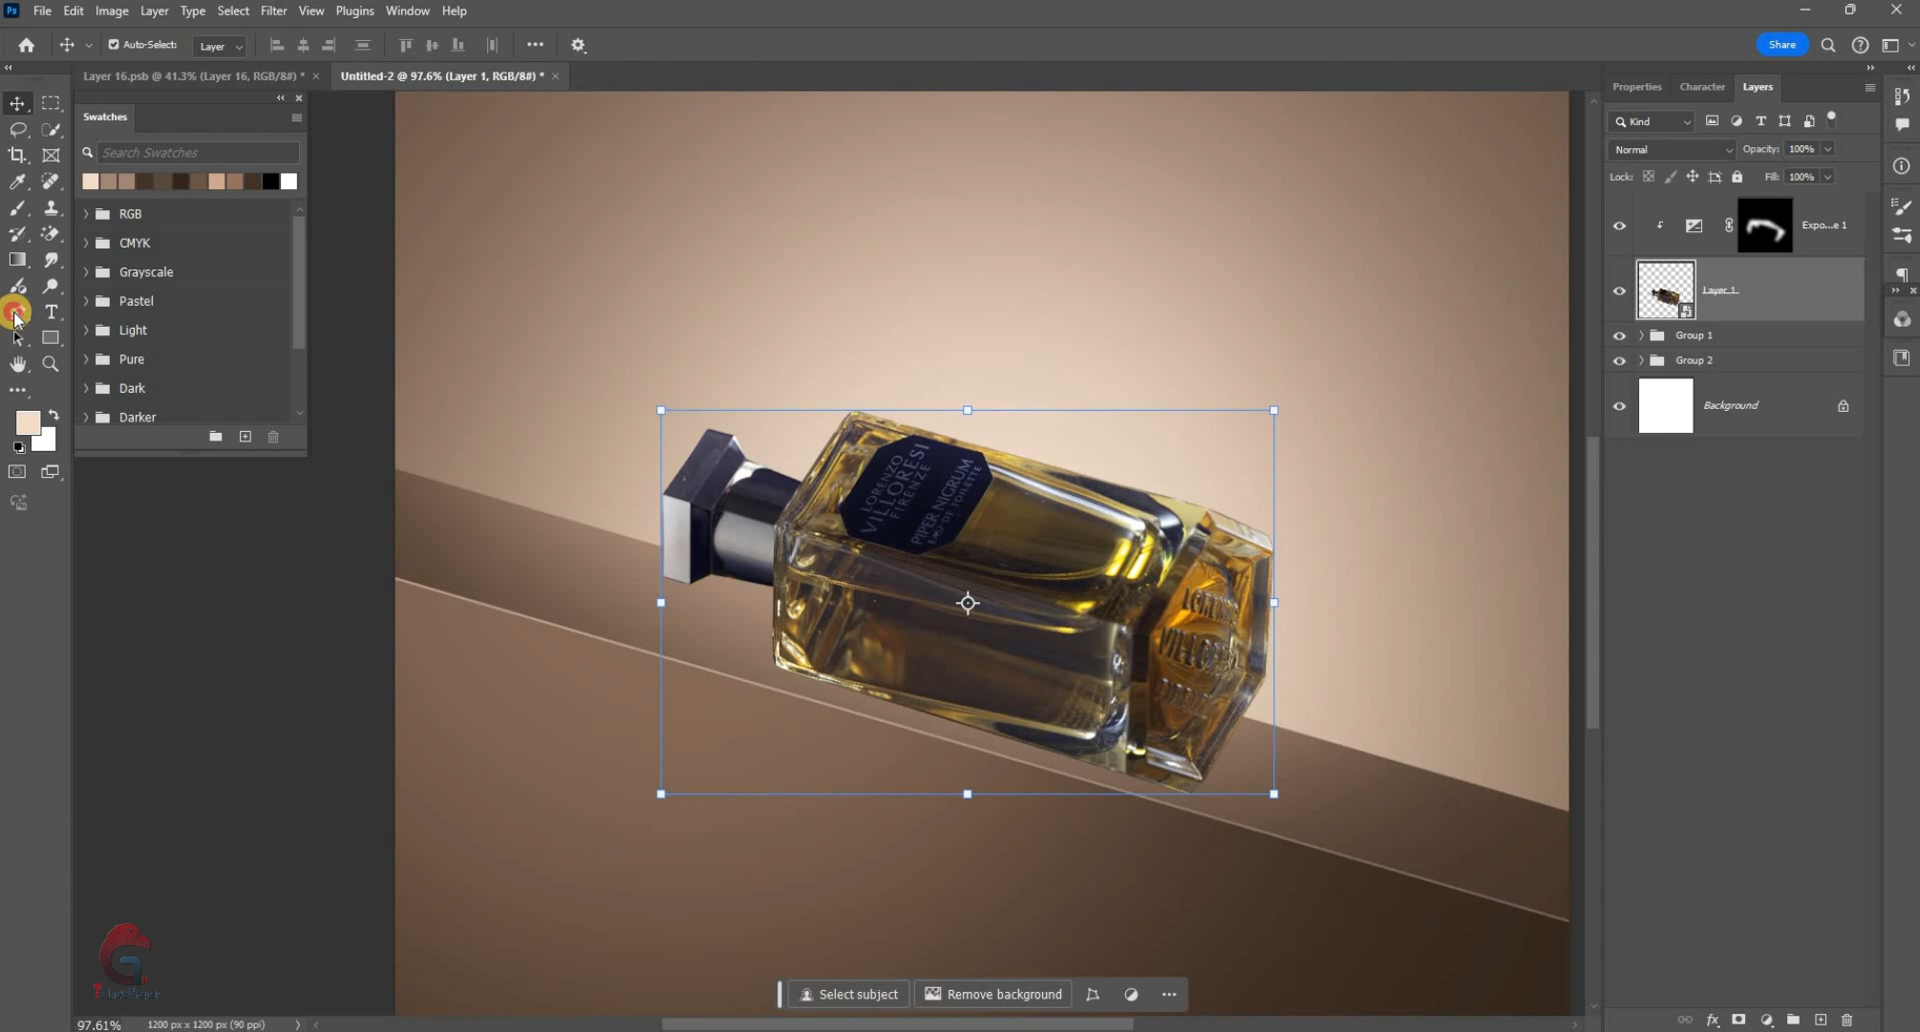 Ps File Edit Image Layer Type Select Filter View Plugins Window Help
Auto-Select: Layer Share
Layer 16.psb @ 41.3% (Layer 16, RGB/8#) * Untitled-2 @ 97.6% (Layer 1, RGB/8#) *
Swatches
Search Swatches
RGB
CMYK
Grayscale
Pastel
Light
Pure
Dark
Darker
LORENZO
VILLORESI
FIRENZE
PIPER NIGRUM
EAU DE TOILETTE
Select subject Remove background
97.61% 1200 px x 1200 px (90 ppi)
Properties Character Layers
Kind
Normal Opacity: 100%
Lock: Fill: 100%
Expo...e 1
Layer 1
Group 1
Group 2
Background